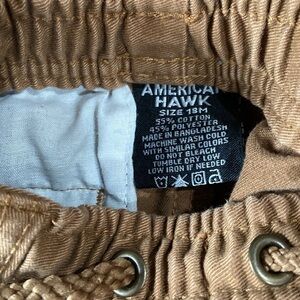 AMERICAN
HAWK
SIZE 18M
55% COTTON
45% POLYESTER
MADE IN BANGLADESH
MACHINE WASH COLD
WITH SIMILAR COLORS
DO NOT BLEACH
TUMBLE DRY LOW
LOW IRON IF NEEDED